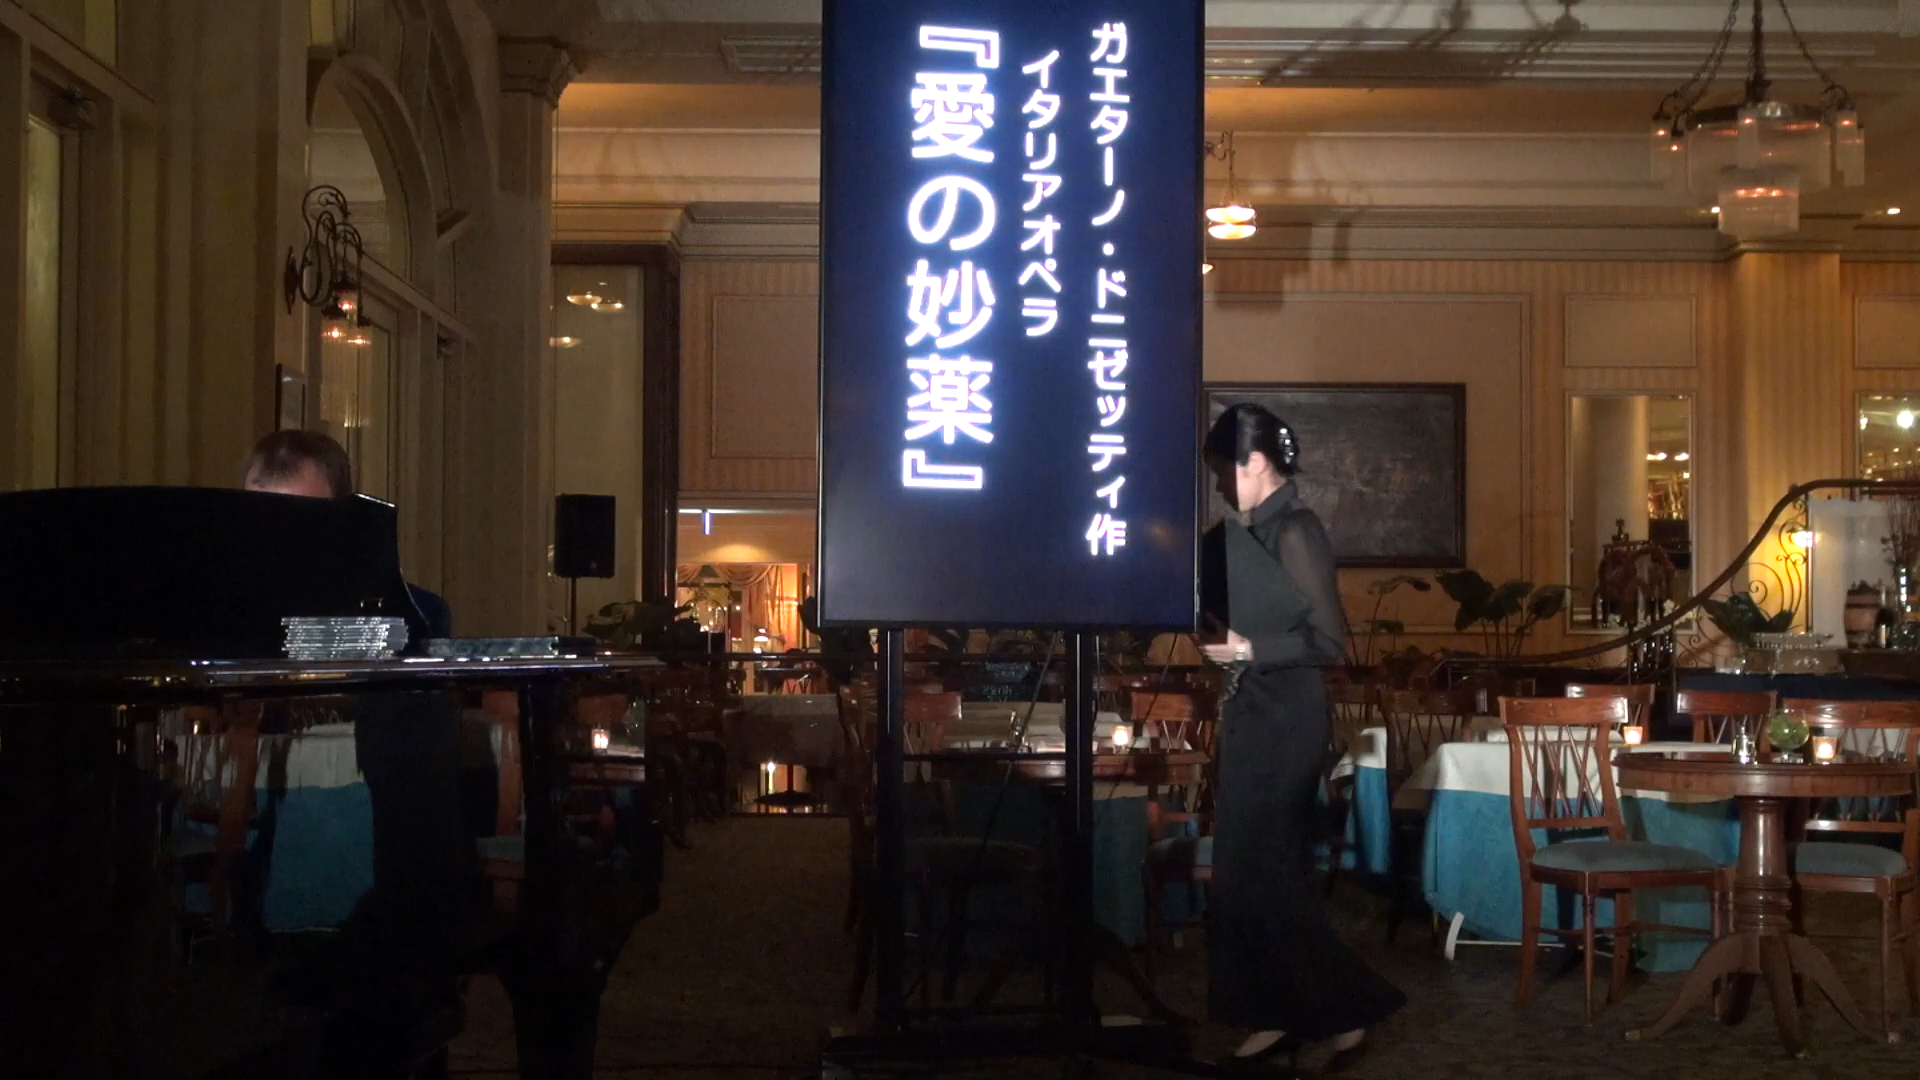 ガエターノ・ドニゼッティ作
イタリアオペラ
『愛の妙薬』